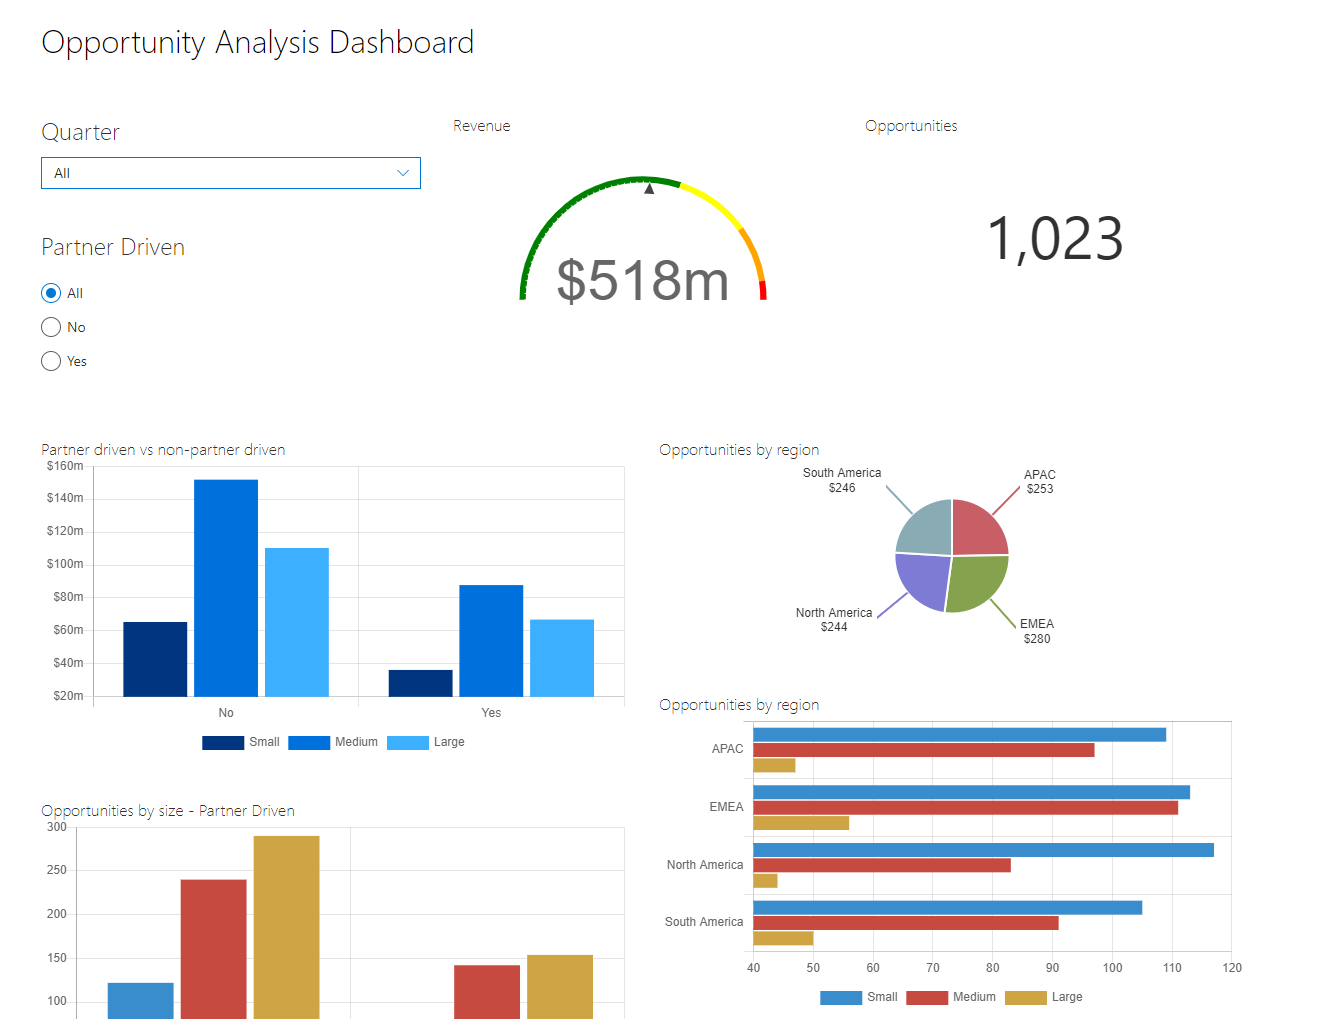 Opportunity Analysis Dashboard
Quarter
All
Partner Driven
All
No
Yes
Revenue
$518m
Opportunities
1,023
Partner driven vs non-partner driven
$160m
$140m
$120m
$100m
$80m
$60m
$40m
$20m
No Yes
Small Medium Large
Opportunities by region
South America
$246
APAC
$253
North America
$244
EMEA
$280
Opportunities by size - Partner Driven
300
250
200
150
100
Opportunities by region
APAC
EMEA
North America
South America
40 50 60 70 80 90 100 110 120
Small Medium Large